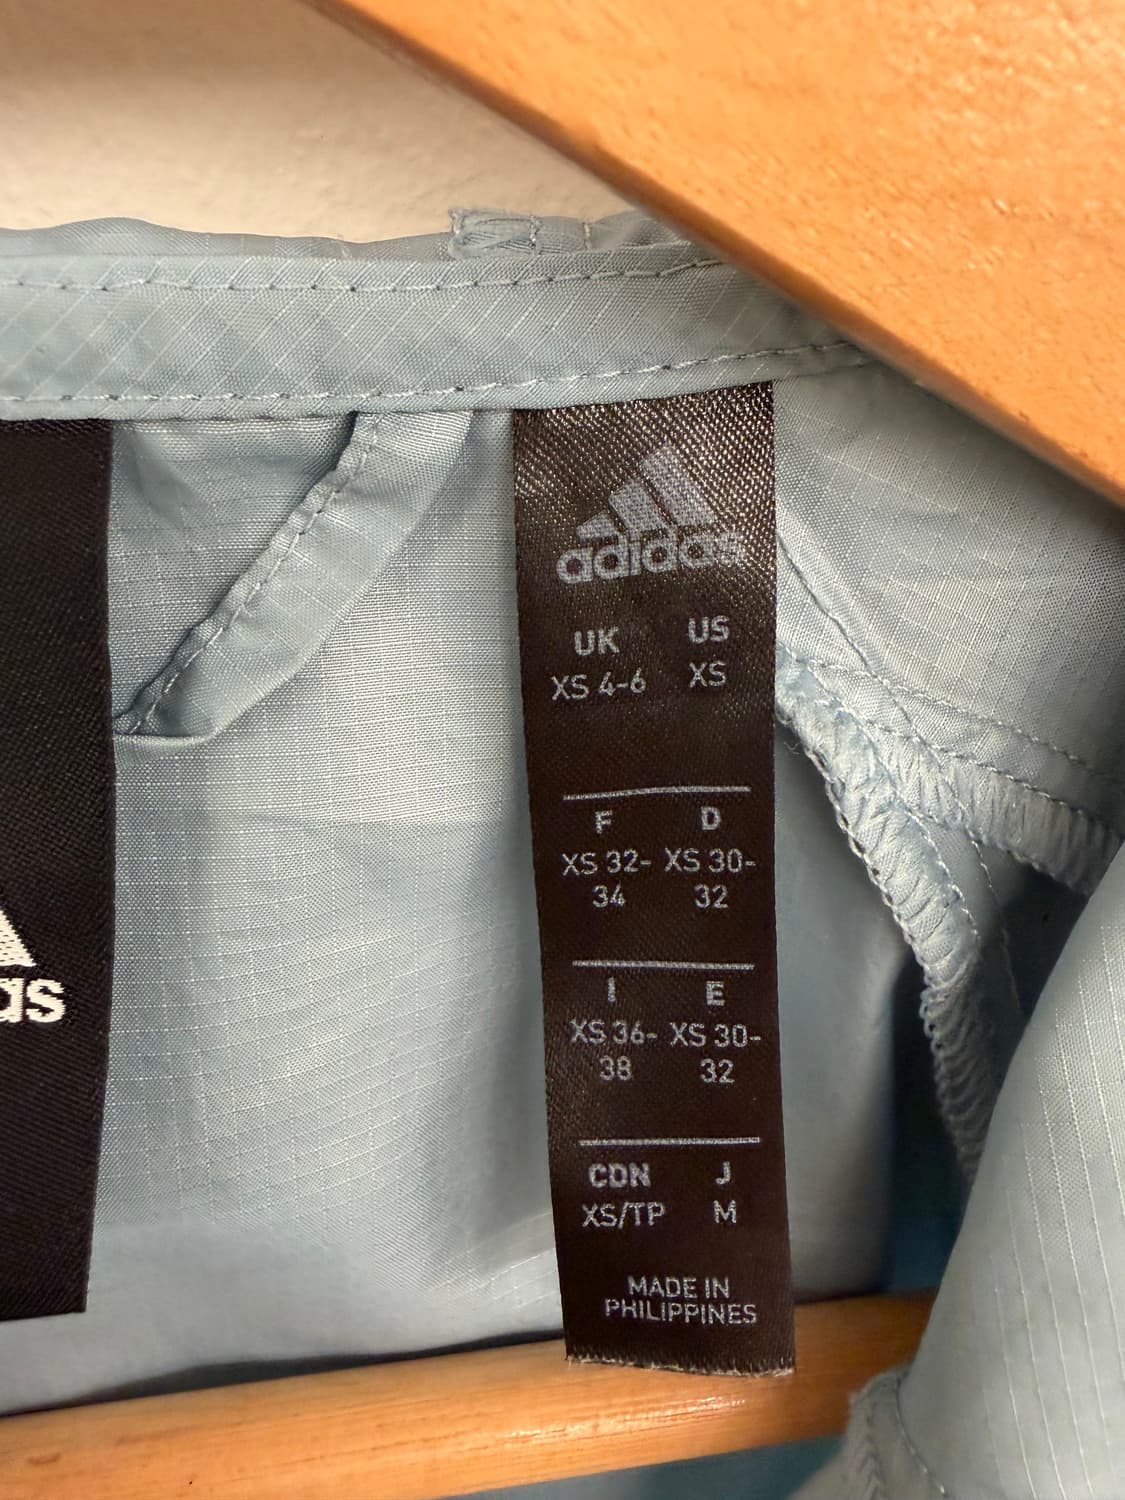 adidas
UK US
XS 4-6 XS
F D
XS 32- XS 30-
34 32
I E
XS 36- XS 30-
38 32
CDN J
XS/TP M
MADE IN
PHILIPPINES
as